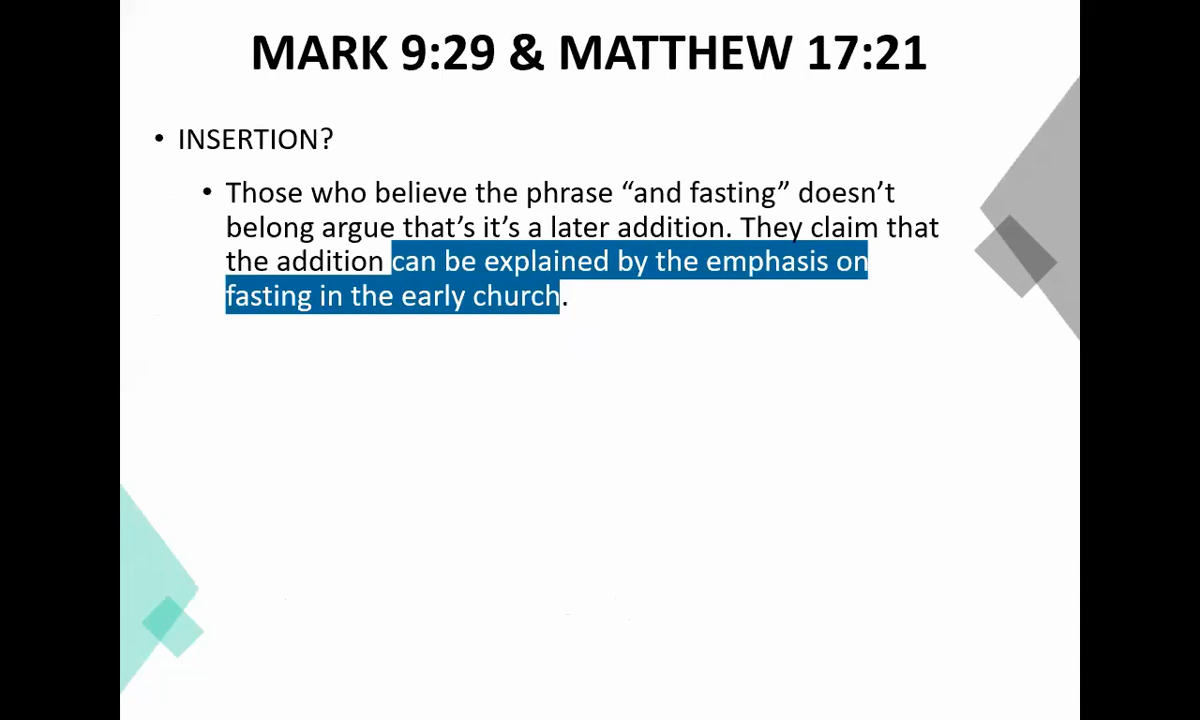 MARK 9:29 & MATTHEW 17:21
• INSERTION?
• Those who believe the phrase “and fasting” doesn’t
belong argue that’s it’s a later addition. They claim that
the addition can be explained by the emphasis on
fasting in the early church.